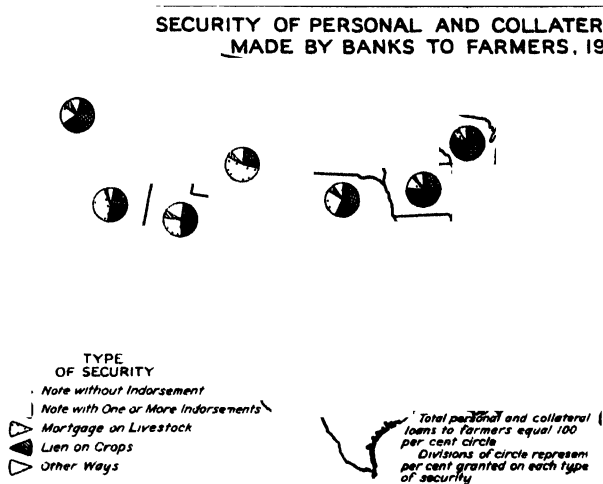 SECURITY OF PERSONAL AND COLLATER
MADE BY BANKS TO FARMERS, 19
TYPE
OF SECURITY
Note without Indorsement
Note with One or More Indorsements
Mortgage on Livestock
Lien on Crops
Other Ways
Total personal and collateral
loans to farmers equal 100
per cent circle
Divisions of circle represent
per cent granted on each type
of security